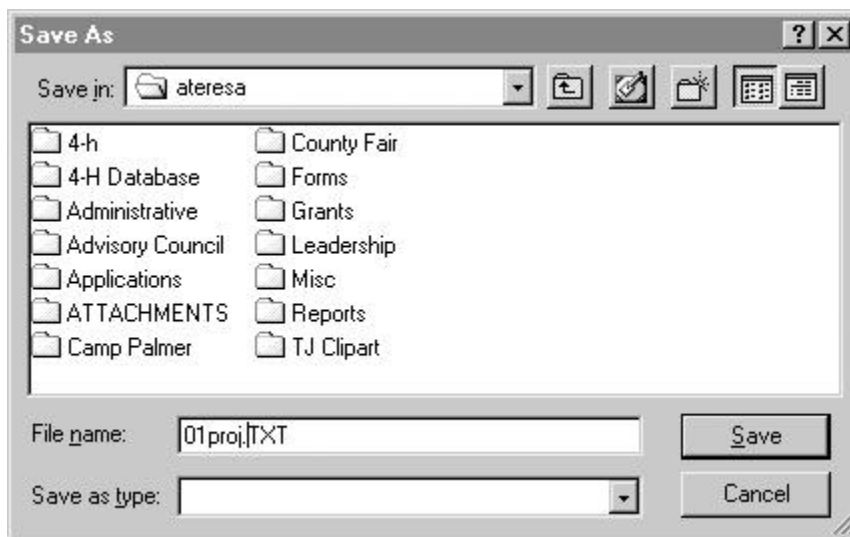 Save As
Save in: ateresa
4-h
4-H Database
Administrative
Advisory Council
Applications
ATTACHMENTS
Camp Palmer
County Fair
Forms
Grants
Leadership
Misc
Reports
TJ Clipart
File name: 01proj.TXT
Save
Save as type:
Cancel